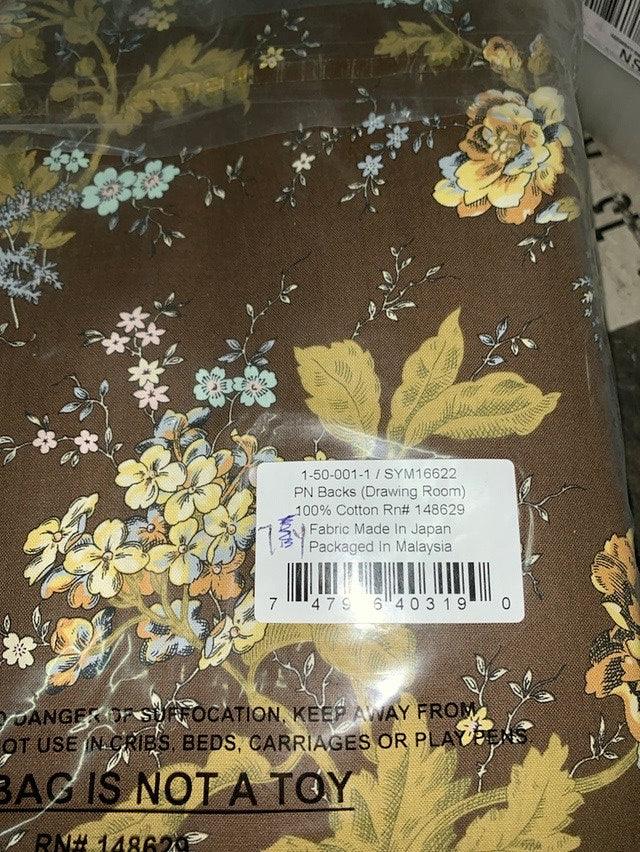 1-50-001-1 / SYM16622
PN Backs (Drawing Room)
100% Cotton Rn# 148629
Fabric Made In Japan
Packaged In Malaysia
7 479 6 40319 0
DANGER OF SUFFOCATION, KEEP AWAY FROM
OT USE IN CRIBS, BEDS, CARRIAGES OR PLAY PENS
BAG IS NOT A TOY
RN# 148629